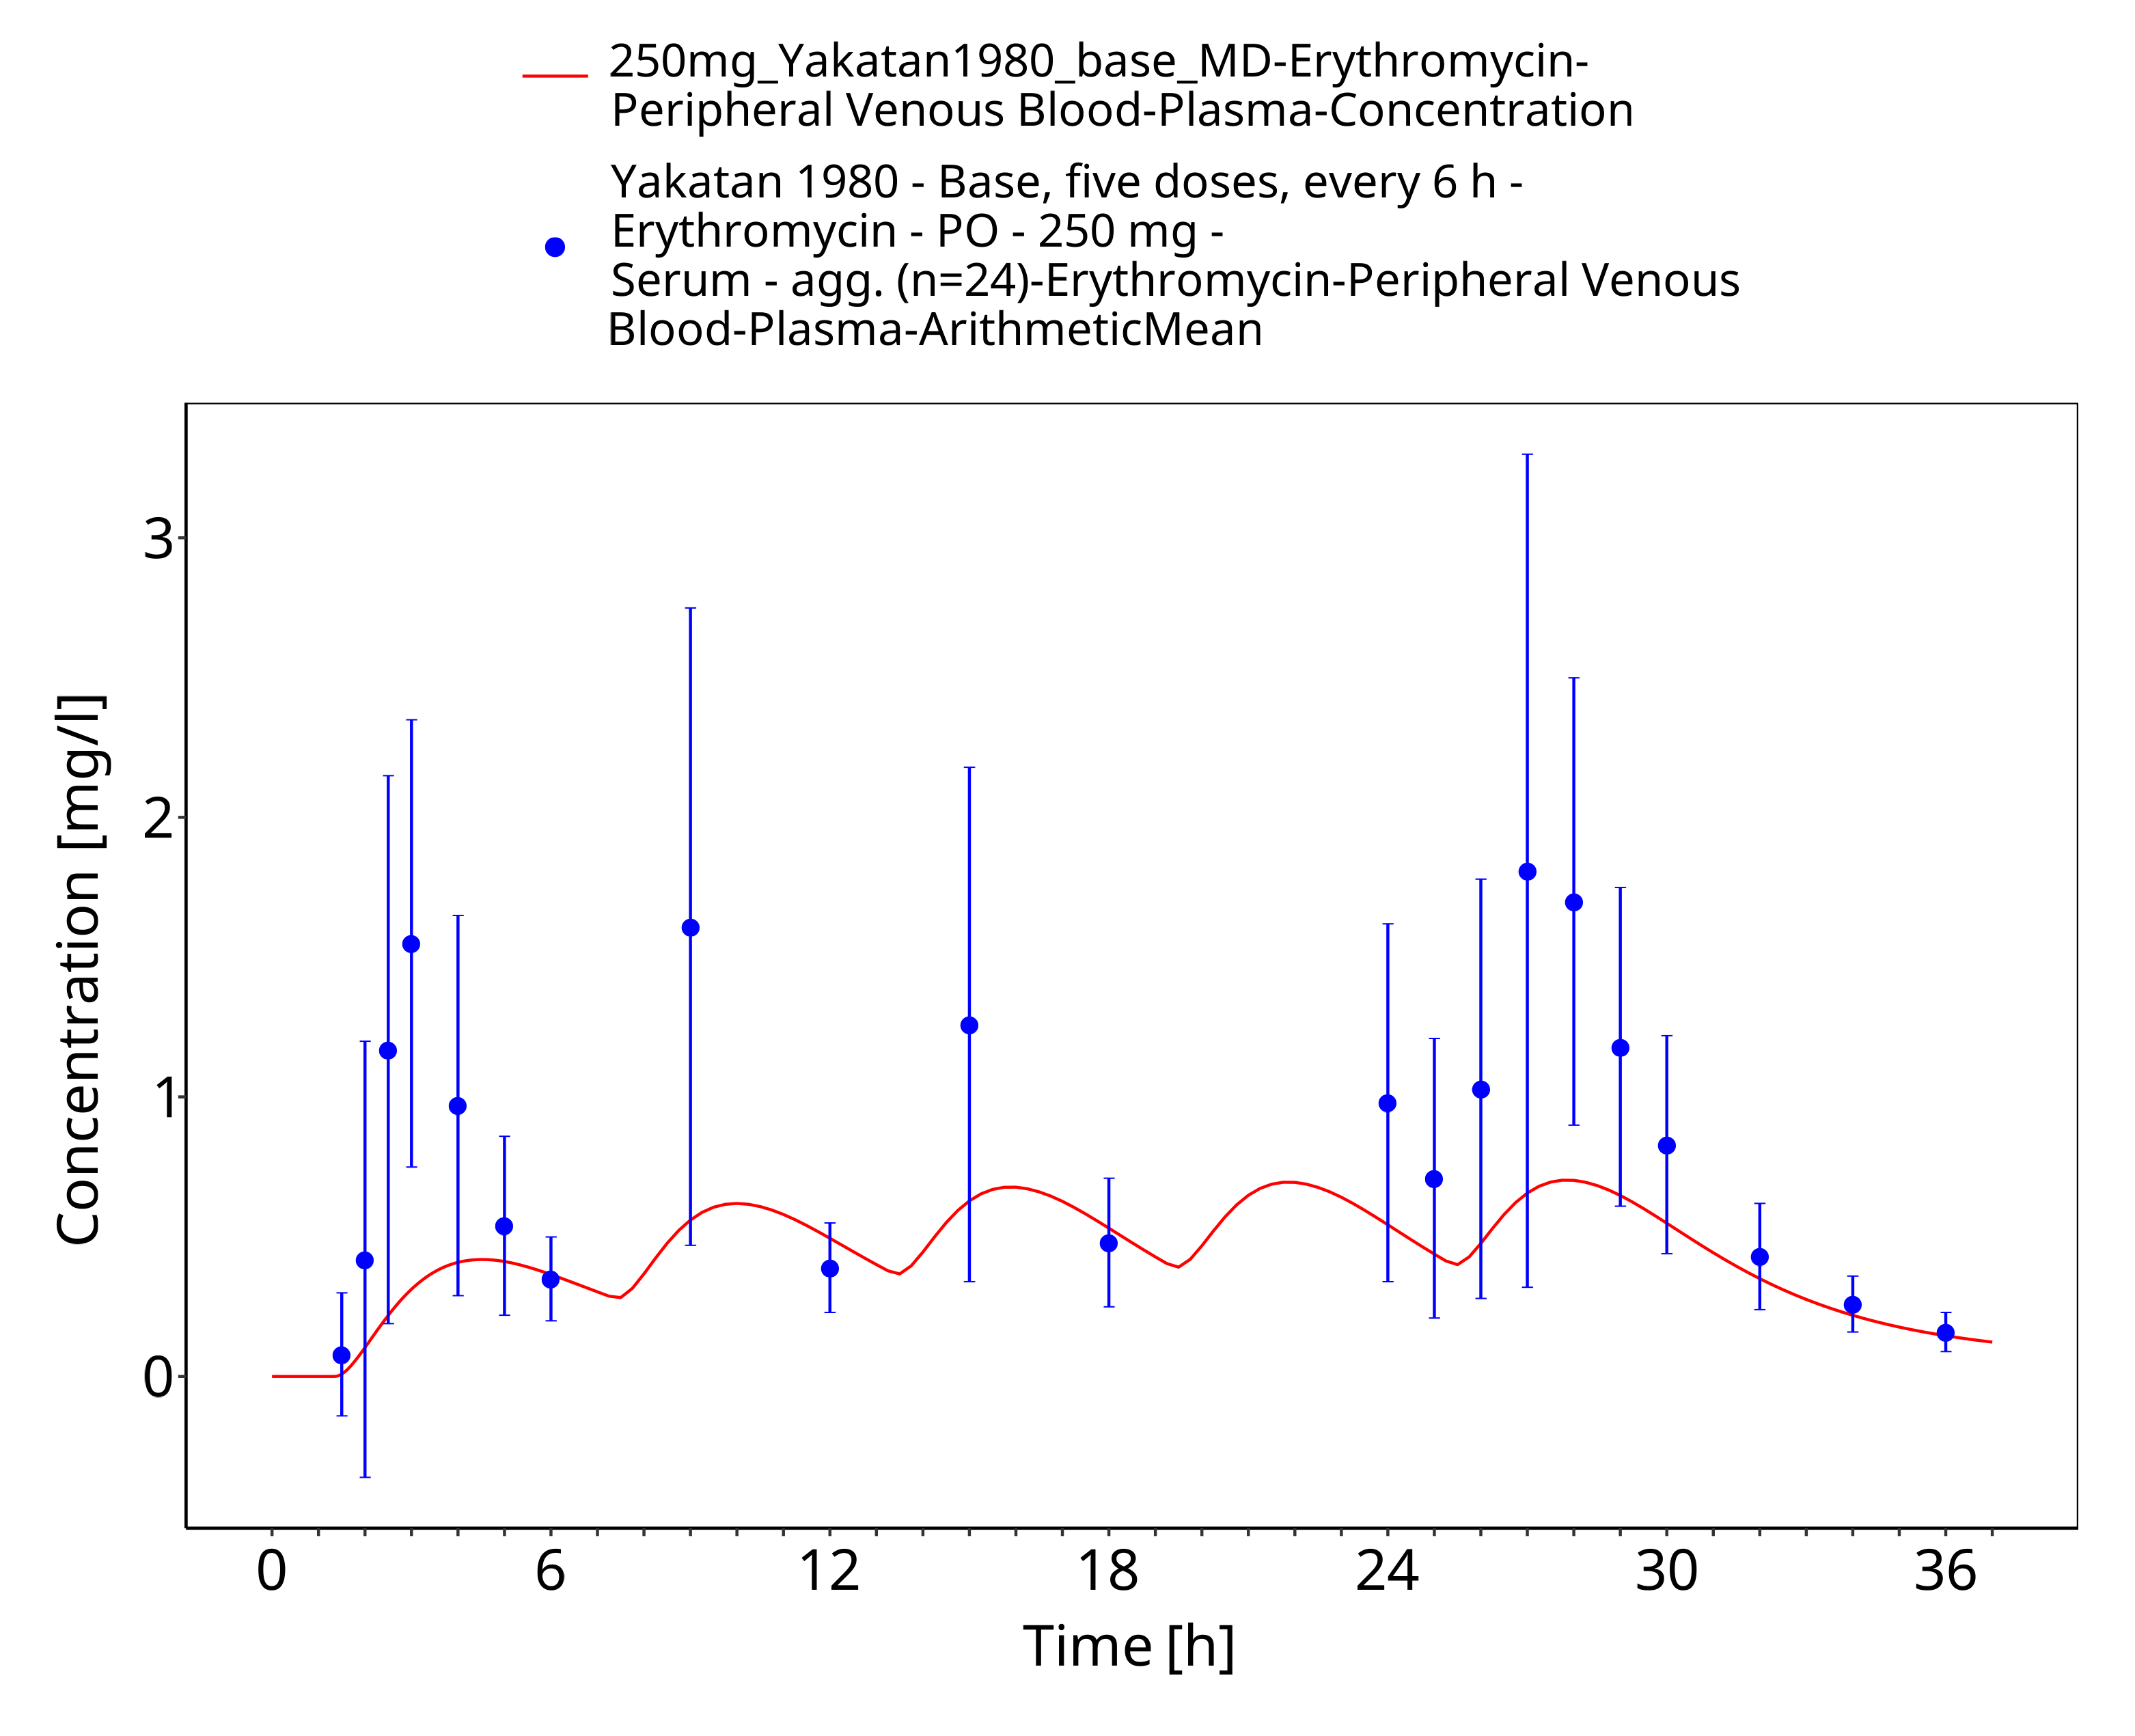 250mg_Yakatan1980_base_MD-Erythromycin-
Peripheral Venous Blood-Plasma-Concentration
Yakatan 1980 - Base, five doses, every 6 h -
Erythromycin - PO - 250 mg -
Serum - agg. (n=24)-Erythromycin-Peripheral Venous
Blood-Plasma-ArithmeticMean
Concentration [mg/l]
3
2
1
0
0 6 12 18 24 30 36
Time [h]